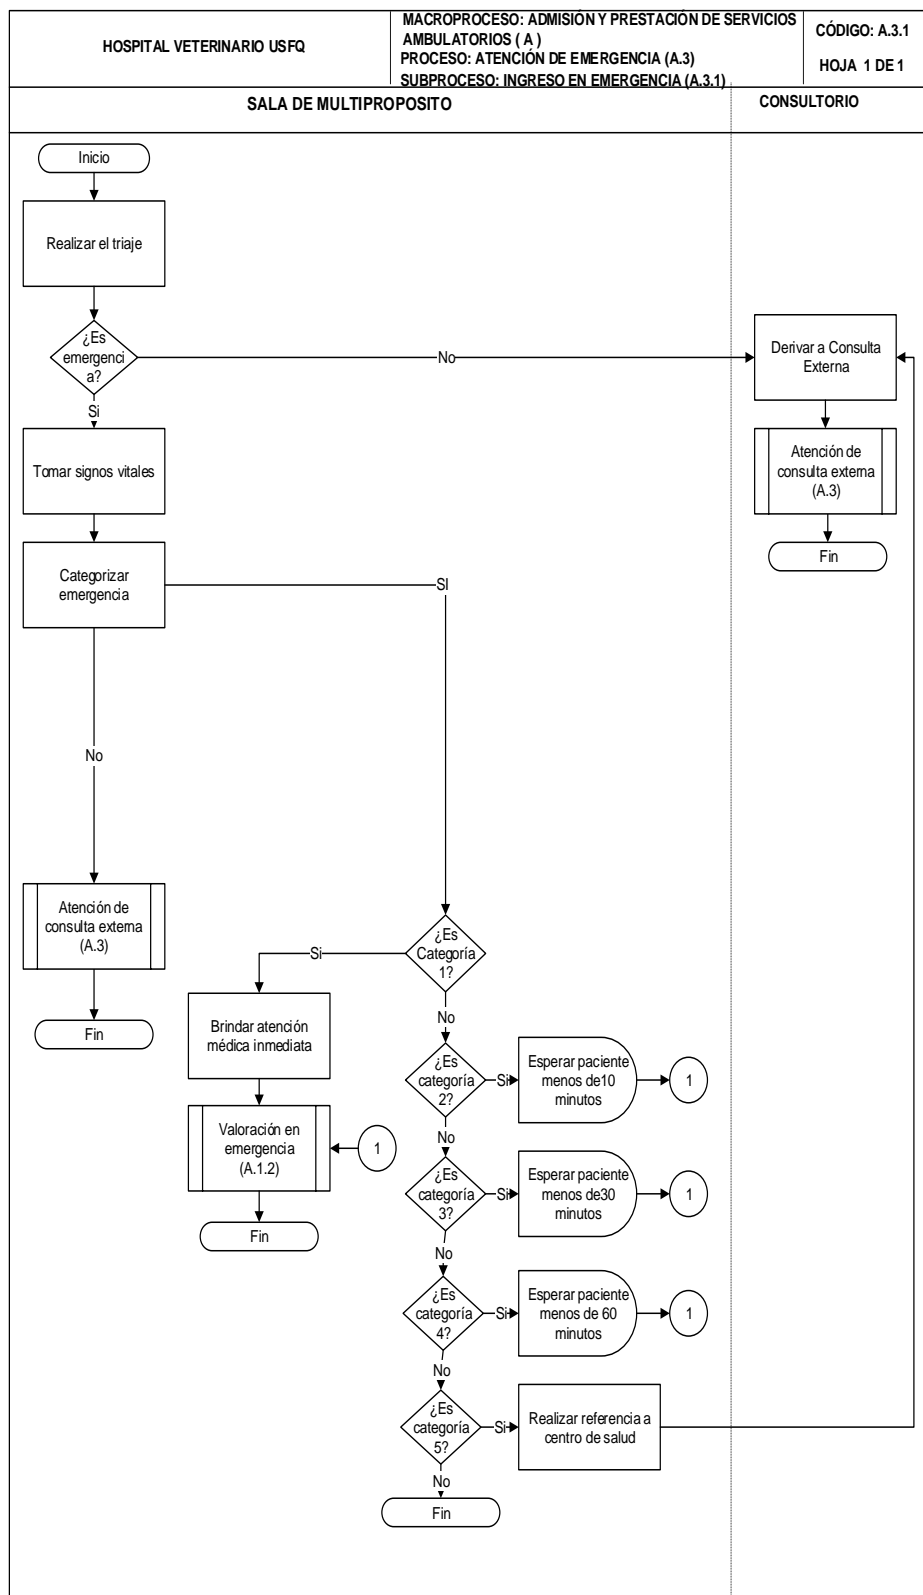 HOSPITAL VETERINARIO USFQ
MACROPROCESO: ADMISIÓN Y PRESTACIÓN DE SERVICIOS
AMBULATORIOS ( A )
PROCESO: ATENCIÓN DE EMERGENCIA (A.3)
SUBPROCESO: INGRESO EN EMERGENCIA (A.3.1)
CÓDIGO: A.3.1
HOJA 1 DE 1
SALA DE MULTIPROPOSITO
CONSULTORIO
Inicio
Realizar el triaje
¿Es
emergenci
a?
No
Derivar a Consulta
Externa
Si
Tomar signos vitales
Atención de
consulta externa
(A.3)
Fin
Categorizar
emergencia
SI
No
Atención de
consulta externa
(A.3)
Fin
¿Es
Categoría
1?
Si
Brindar atención
médica inmediata
No
¿Es
categoría
2?
Si
Esperar paciente
menos de10
minutos
1
Valoración en
emergencia
(A.1.2)
1
Fin
No
¿Es
categoría
3?
Si
Esperar paciente
menos de30
minutos
1
No
¿Es
categoría
4?
Si
Esperar paciente
menos de 60
minutos
1
No
¿Es
categoría
5?
Si
Realizar referencia a
centro de salud
No
Fin